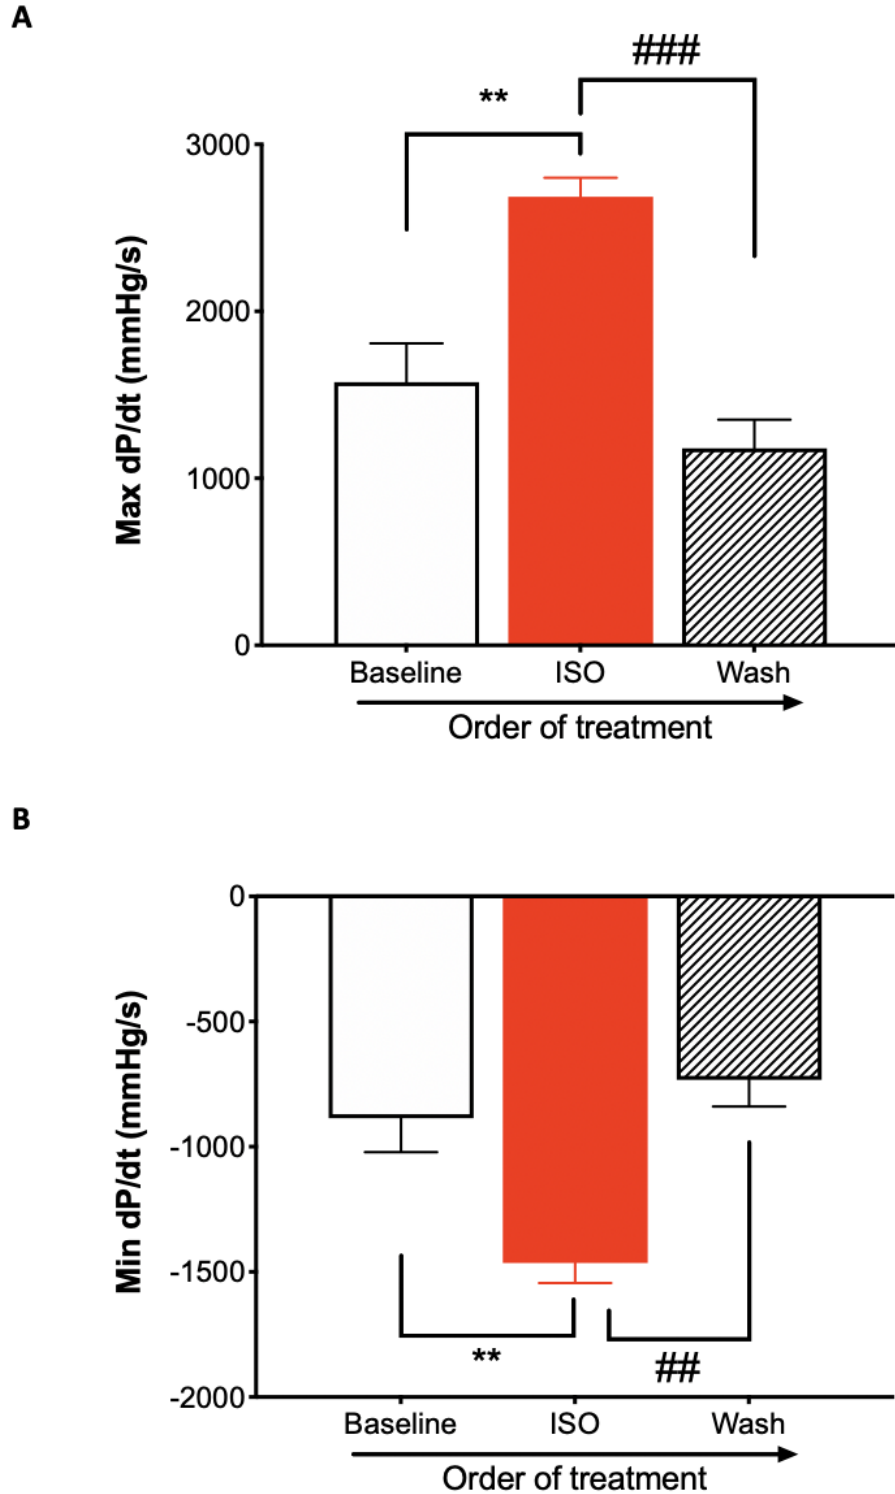 A
###
**
3000
2000
1000
0
Max dP/dt (mmHg/s)
Baseline ISO Wash
Order of treatment
B
0
-500
-1000
-1500
-2000
Min dP/dt (mmHg/s)
**
##
Baseline ISO Wash
Order of treatment